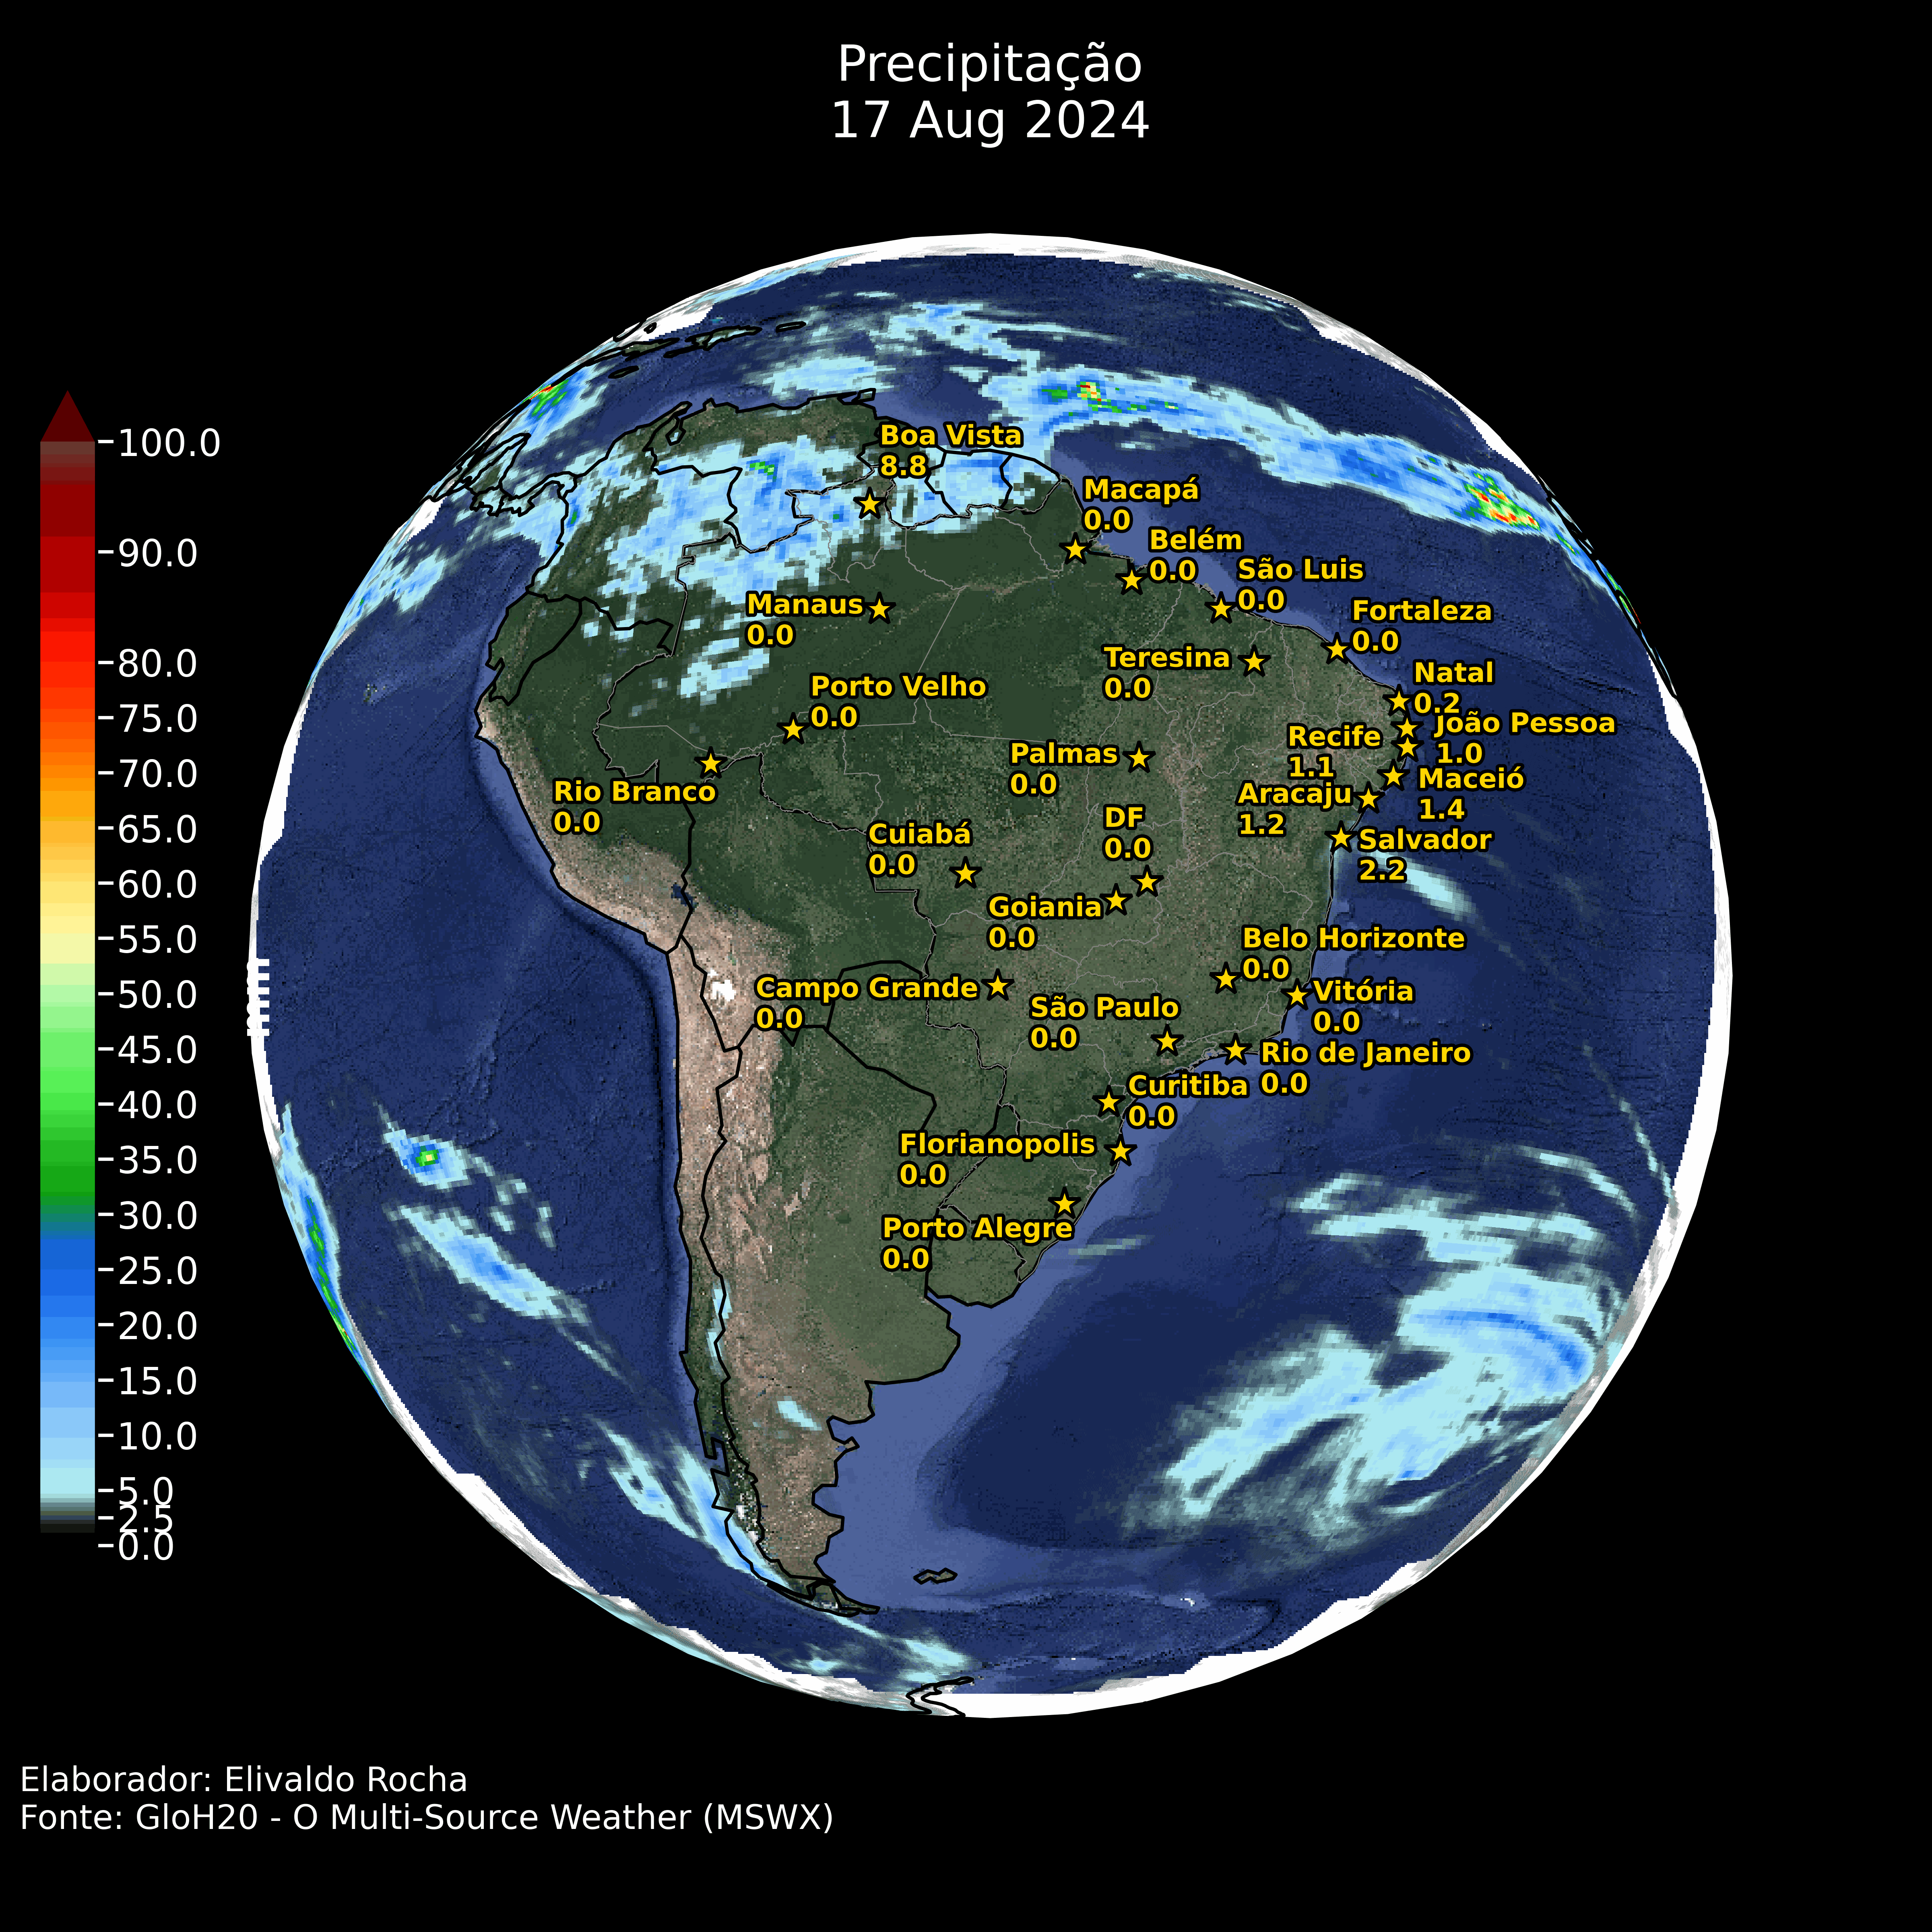 Precipitação
17 Aug 2024
100.0
90.0
80.0
75.0
70.0
65.0
60.0
55.0
50.0
45.0
40.0
35.0
30.0
25.0
20.0
15.0
10.0
5.0
2.5
0.0
mm
Boa Vista
8.8
Macapá
0.0
Belém
0.0
São Luis
0.0
Fortaleza
0.0
Manaus
0.0
Teresina
0.0
Natal
0.2
Porto Velho
0.0
João Pessoa
1.0
Recife
1.1
Palmas
0.0
Maceió
1.4
Rio Branco
0.0
Aracaju
1.2
DF
0.0
Cuiabá
0.0
Salvador
2.2
Goiania
0.0
Belo Horizonte
0.0
Campo Grande
0.0
Vitória
0.0
São Paulo
0.0
Rio de Janeiro
0.0
Curitiba
0.0
Florianopolis
0.0
Porto Alegre
0.0
Elaborador: Elivaldo Rocha
Fonte: GloH20 - O Multi-Source Weather (MSWX)